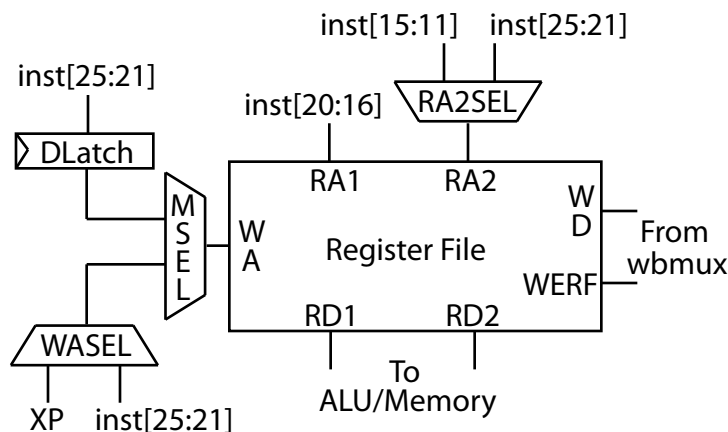 inst[15:11] inst[25:21]
inst[25:21]
RA2SEL
inst[20:16]
DLatch
RA1 RA2
M
S
E
L
W
A
W
D
Register File
From
wbmux
WERF
RD1 RD2
WASEL
To
ALU/Memory
XP inst[25:21]